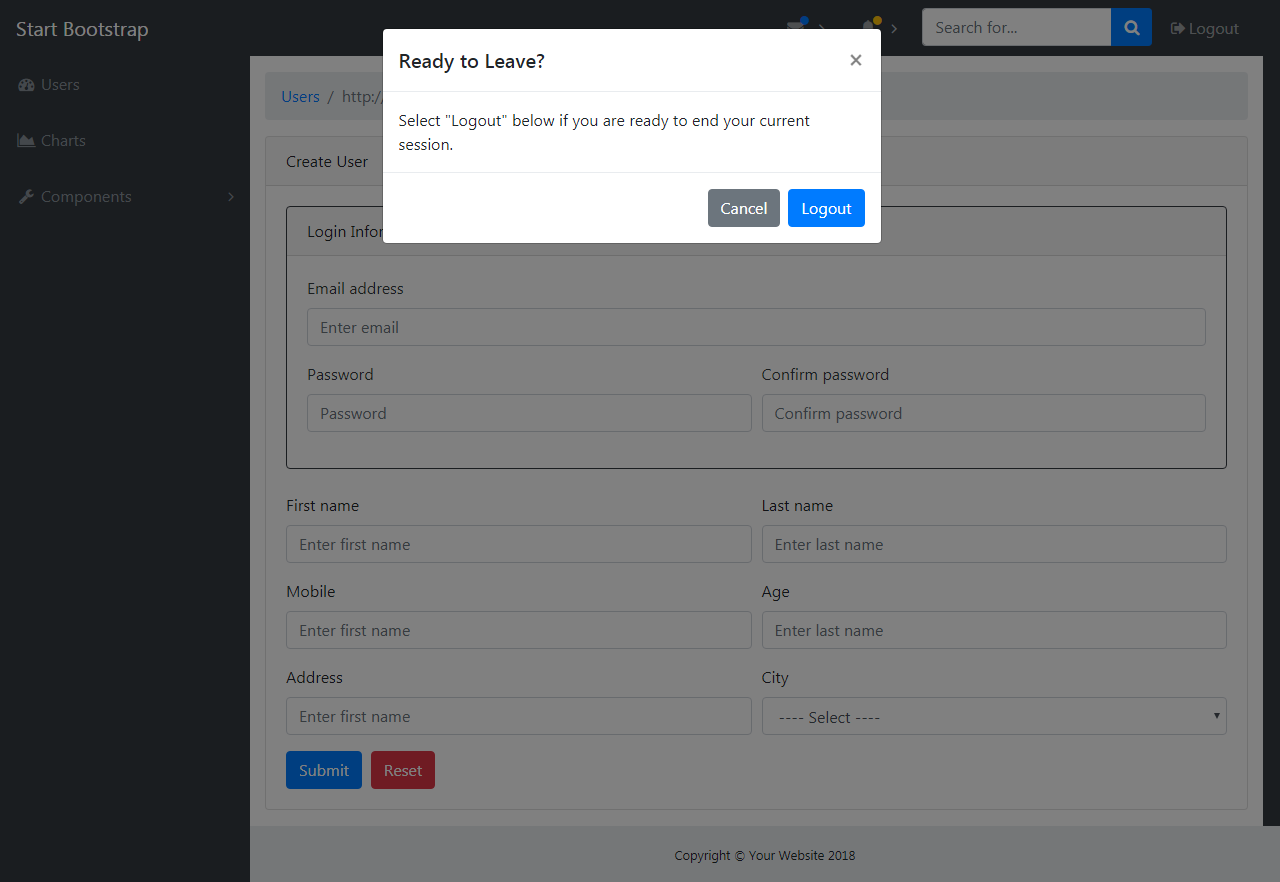 Start Bootstrap
Search for...
Logout
Users
Charts
Components
Ready to Leave?
×
Select "Logout" below if you are ready to end your current
session.
Cancel
Logout
Users / http:/
Create User
Login Infor
Email address
Enter email
Password Confirm password
Password Confirm password
First name Last name
Enter first name Enter last name
Mobile Age
Enter first name Enter last name
Address City
Enter first name ---- Select ----
Submit Reset
Copyright © Your Website 2018